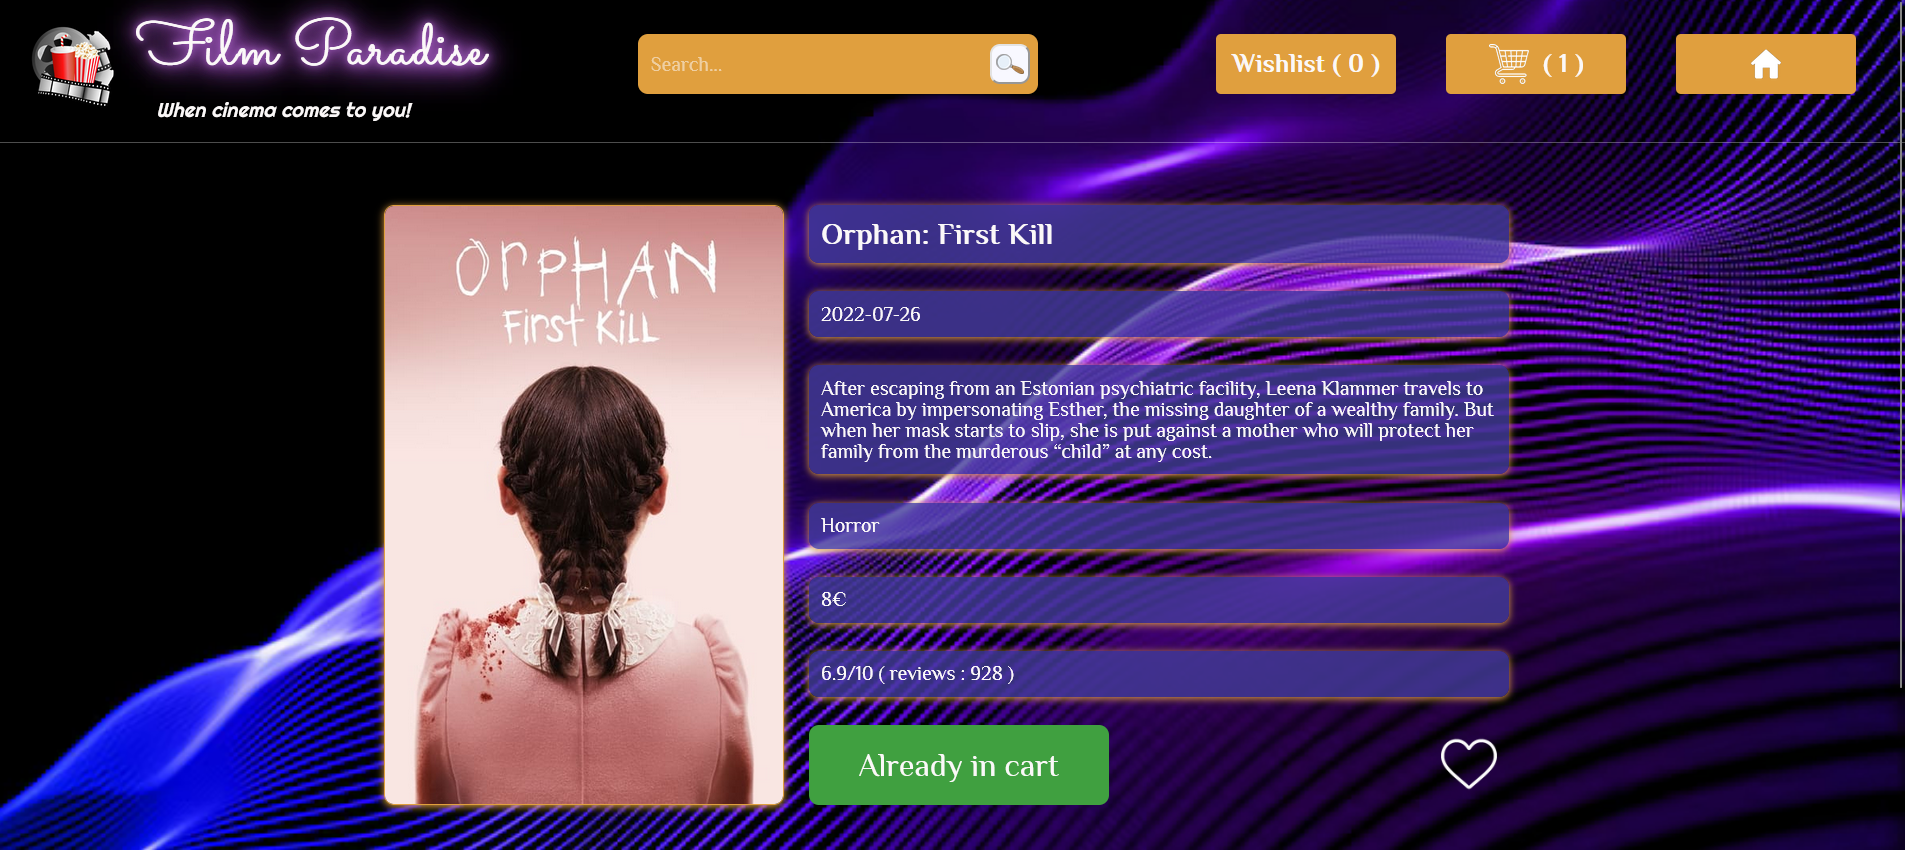 Film Paradise
When cinema comes to you!
Search...
Wishlist ( 0 )
( 1 )
ORPHAN
First Kill
Orphan: First Kill
2022-07-26
After escaping from an Estonian psychiatric facility, Leena Klammer travels to
America by impersonating Esther, the missing daughter of a wealthy family. But
when her mask starts to slip, she is put against a mother who will protect her
family from the murderous “child” at any cost.
Horror
8€
6.9/10 ( reviews : 928 )
Already in cart